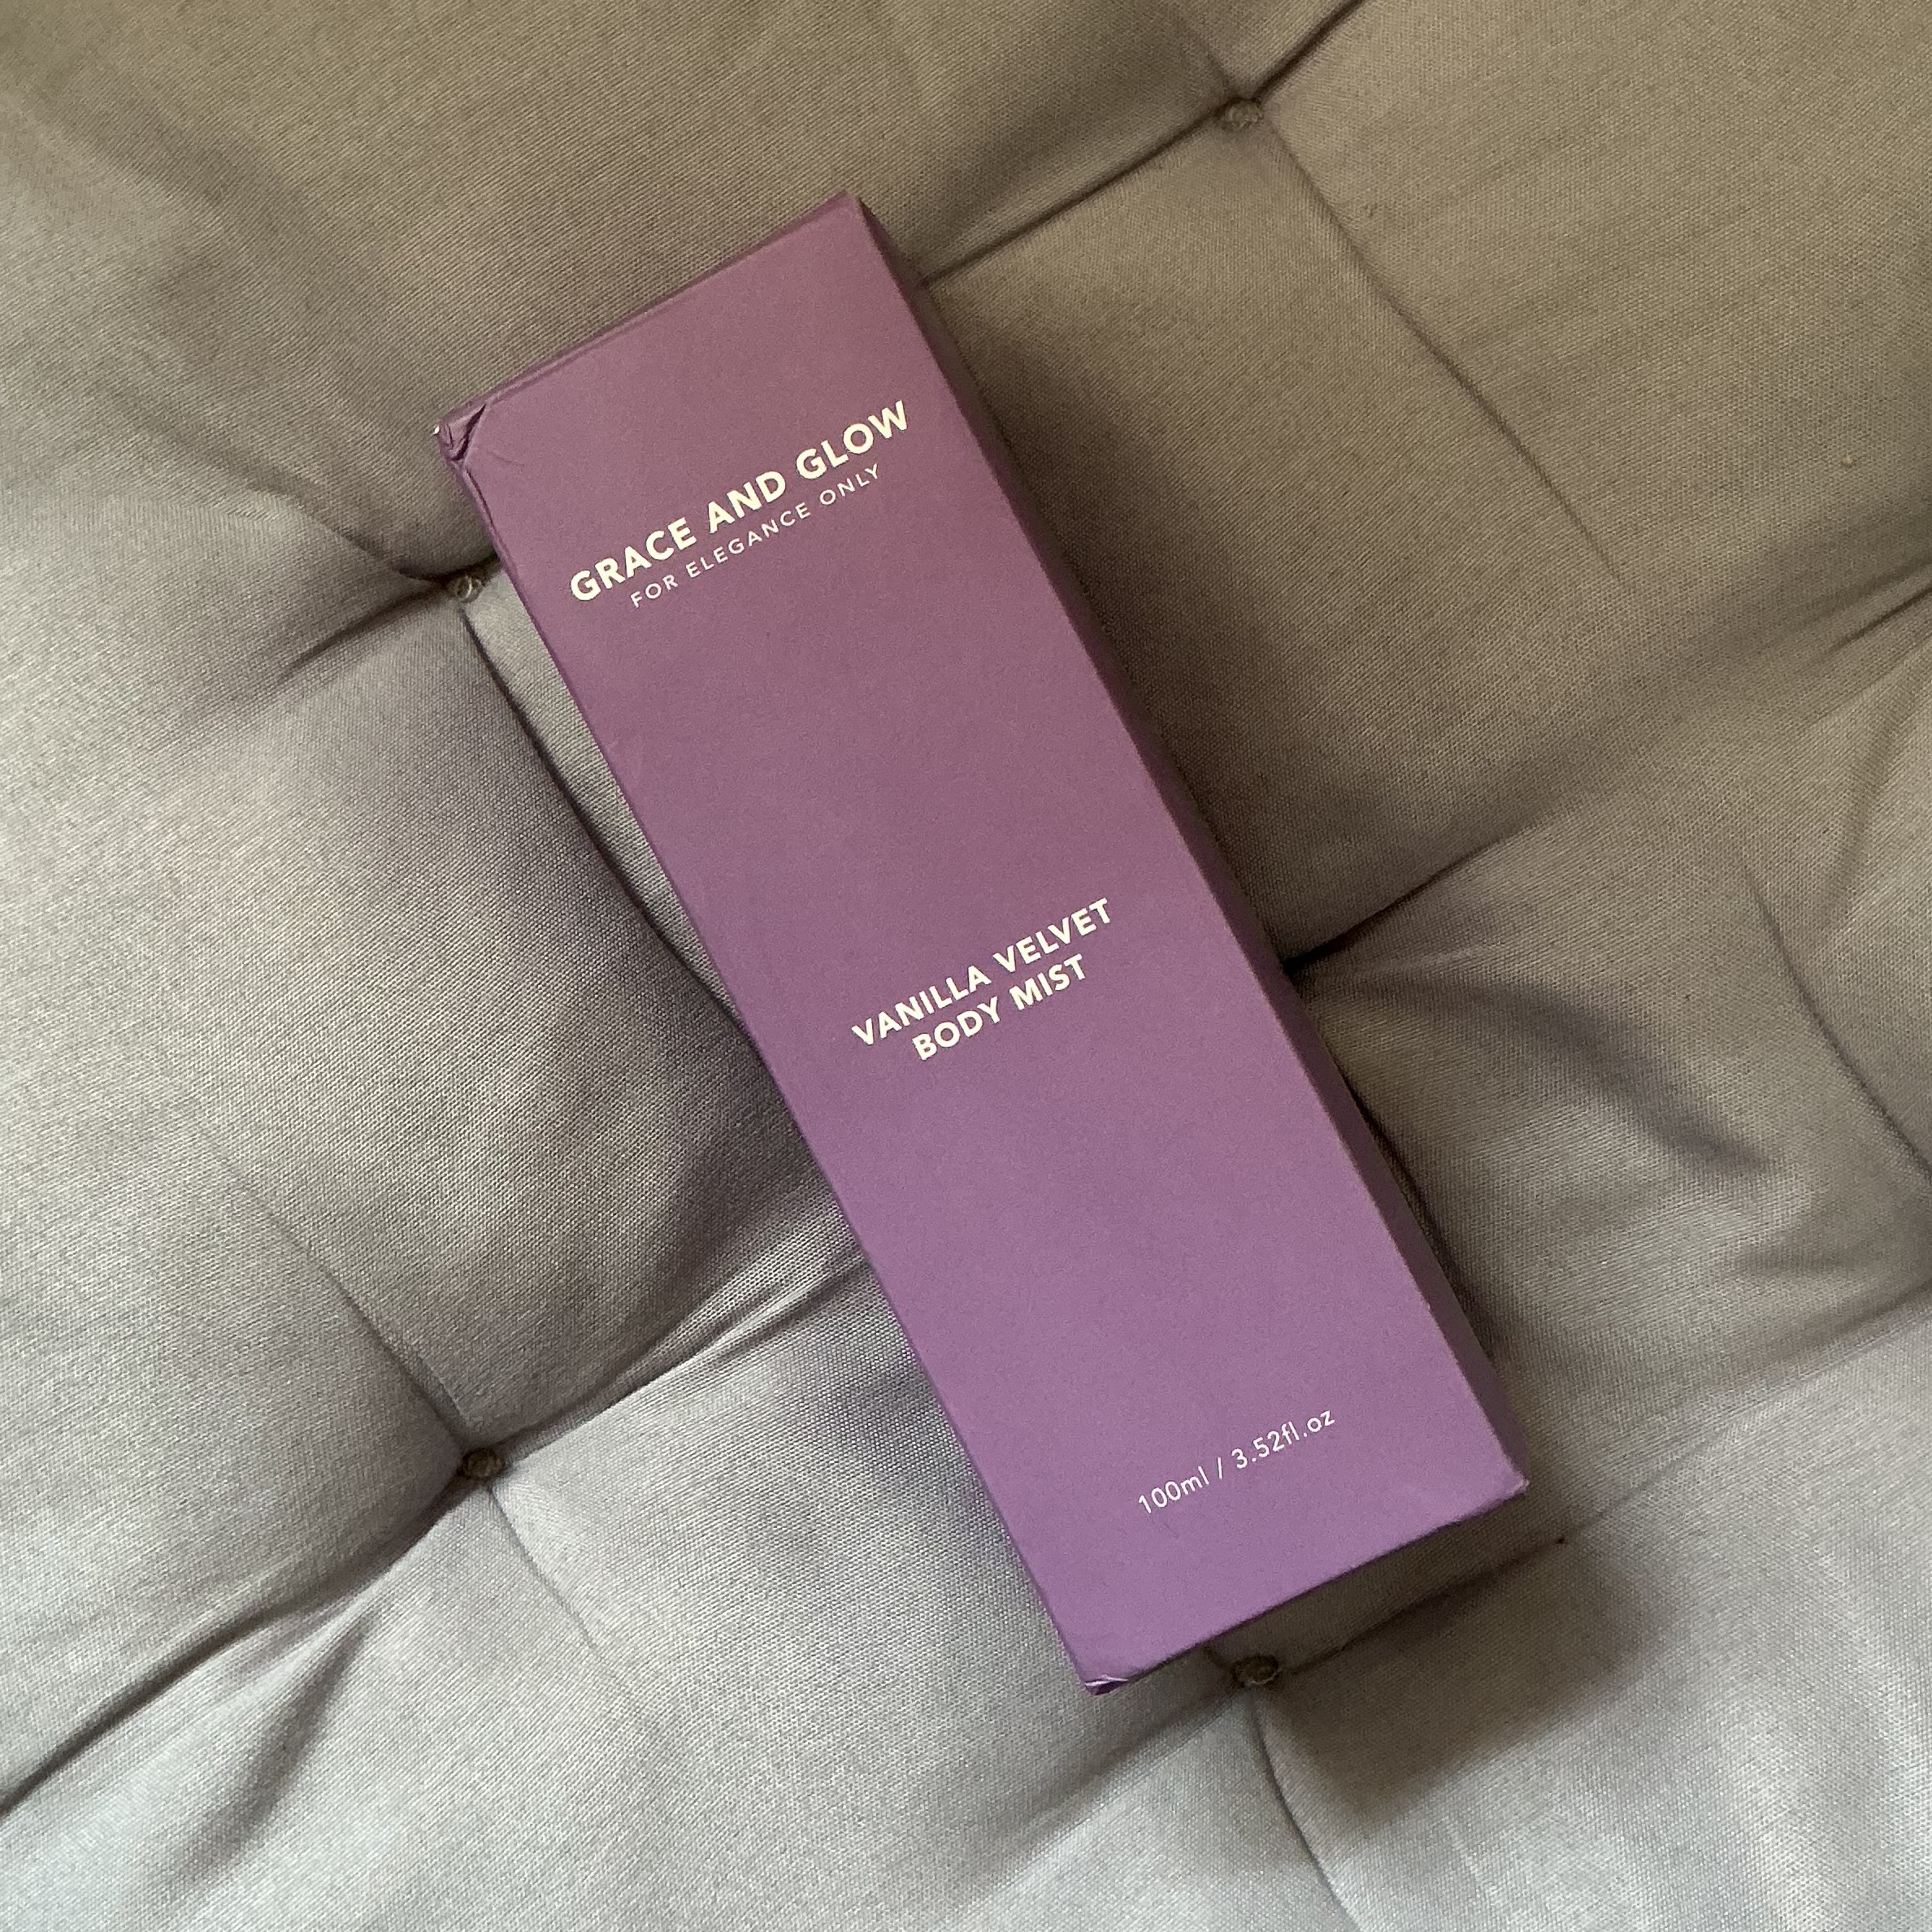 GRACE AND GLOW
FOR ELEGANCE ONLY
VANILLA VELVET
BODY MIST
100ml / 3.52fl.oz